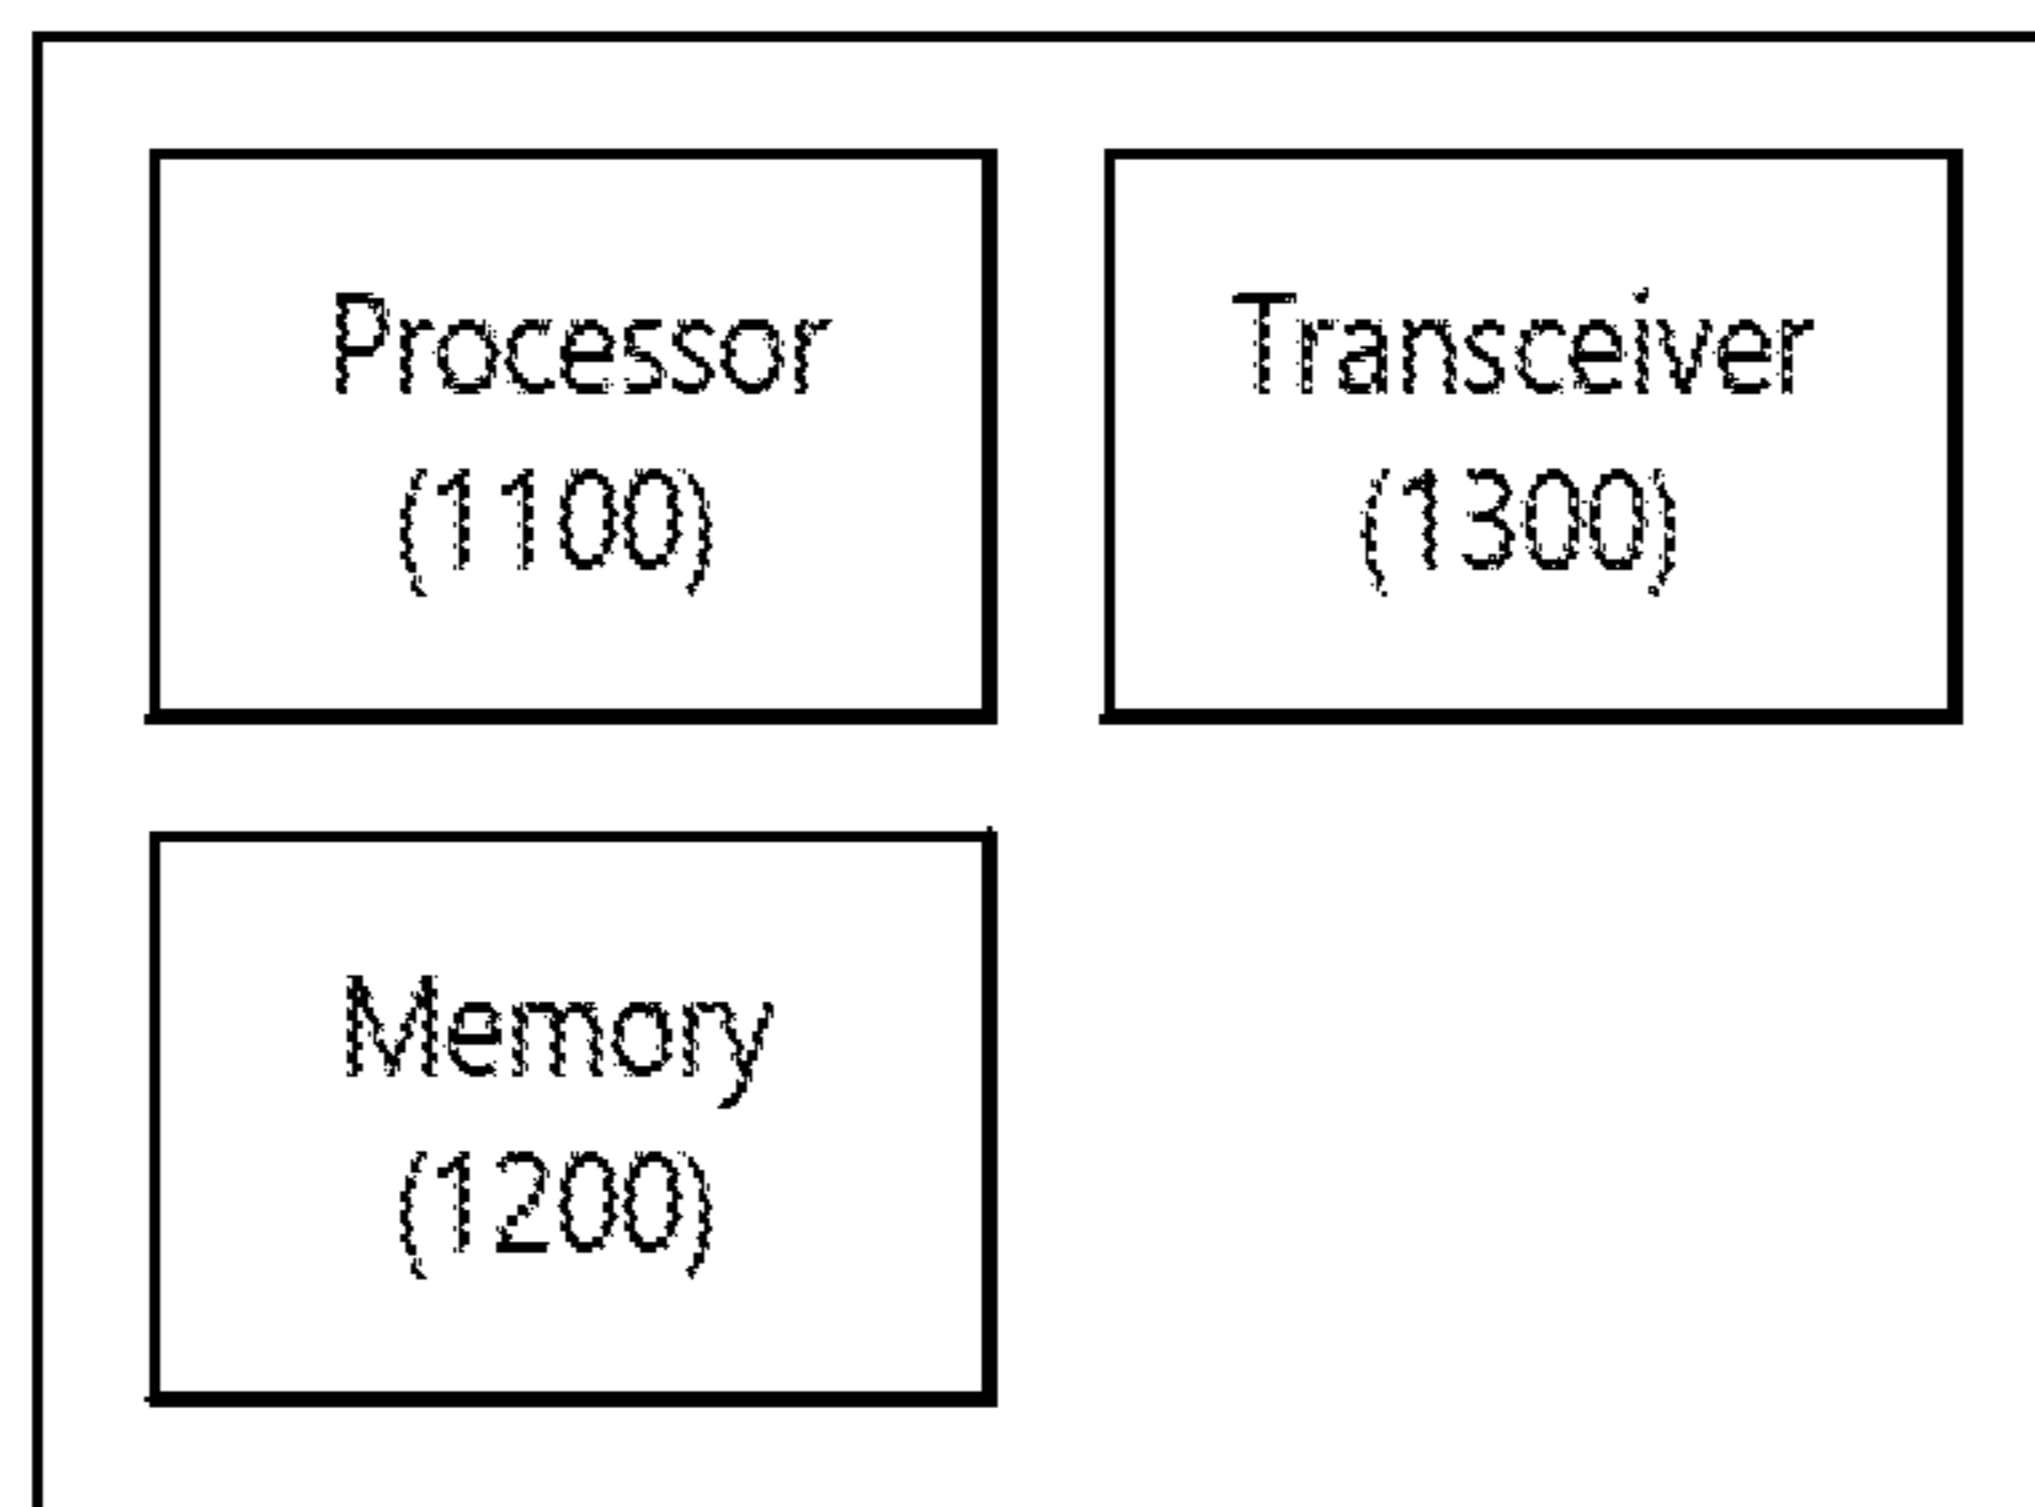 Processor
(1100)
Transceiver
(1300)
Memory
(1200)